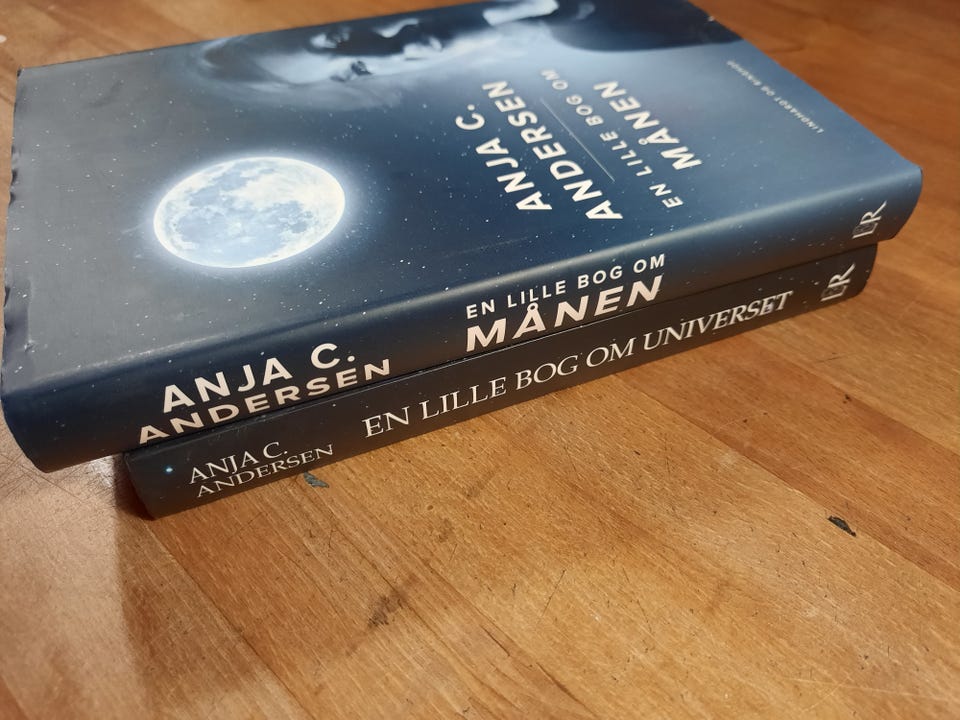 ANJA C.
ANDERSEN
EN LILLE BOG OM
MÅNEN
LINDHARDT OG RINGHOF
ANJA C.
ANDERSEN
EN LILLE BOG OM
MÅNEN
LR
ANJA C.
ANDERSEN
EN LILLE BOG OM UNIVERSET
LR